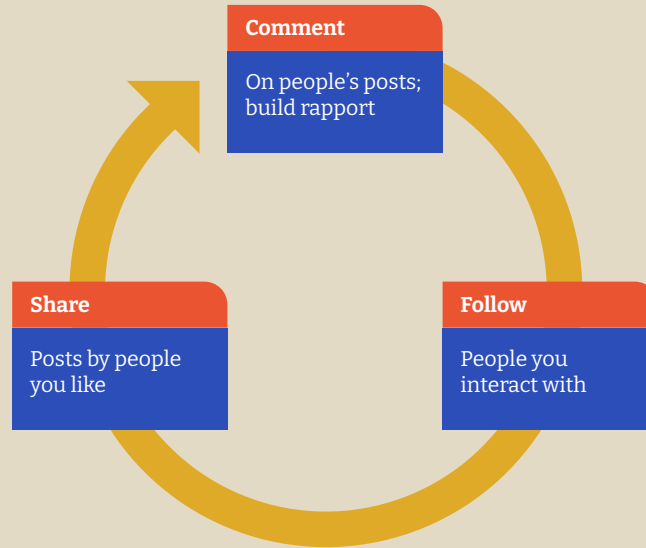 Comment
On people’s posts;
build rapport
Share
Posts by people
you like
Follow
People you
interact with